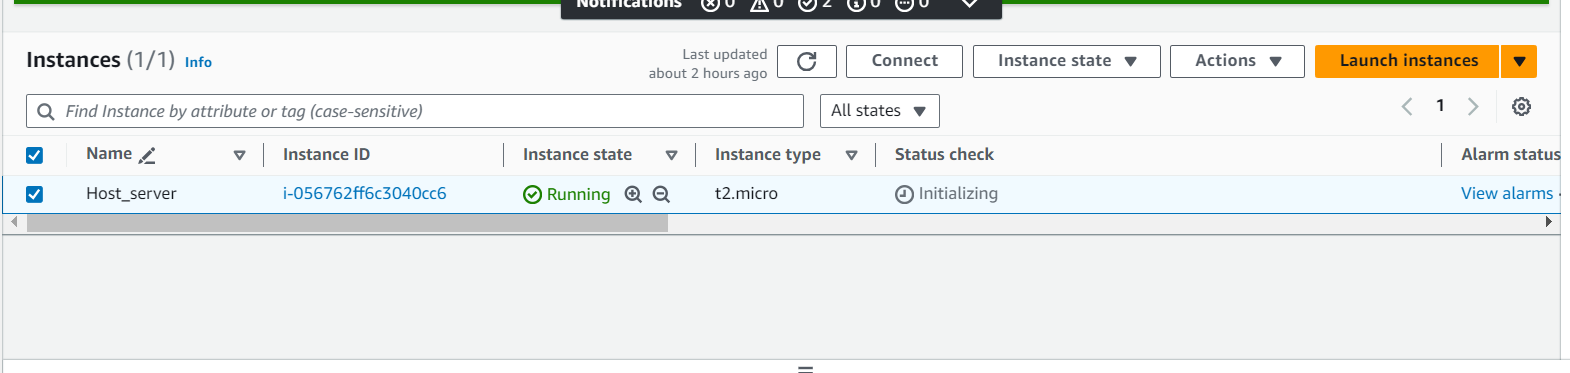 Notifications 0 0 2 0 0
Instances (1/1) Info
Last updated
about 2 hours ago
Connect
Instance state
Actions
Launch instances
Find Instance by attribute or tag (case-sensitive)
All states
1
Name Instance ID Instance state Instance type Status check Alarm status
Host_server i-056762ff6c3040cc6 Running t2.micro Initializing View alarms